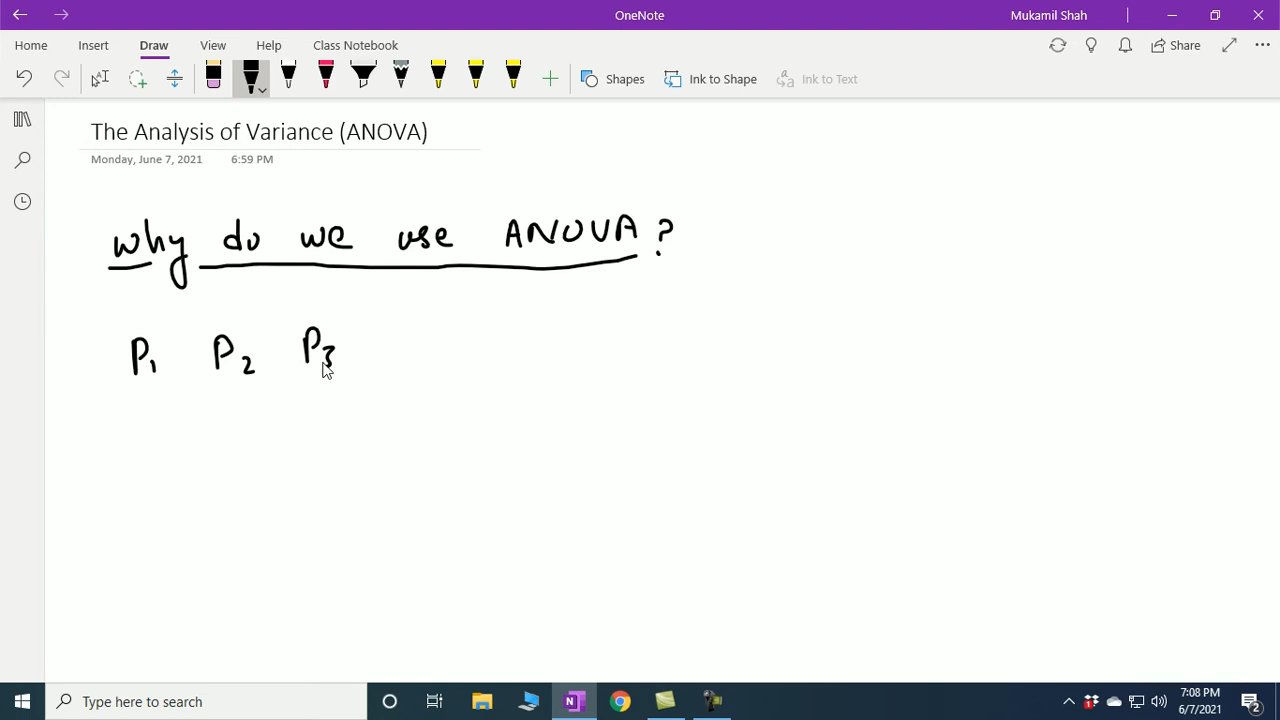 OneNote
Mukamil Shah
Home Insert Draw View Help Class Notebook
Share
Shapes Ink to Shape Ink to Text
The Analysis of Variance (ANOVA)
Monday, June 7, 2021 6:59 PM
Why do we use ANOVA ?
P1 P2 P3
Type here to search
7:08 PM
6/7/2021
2